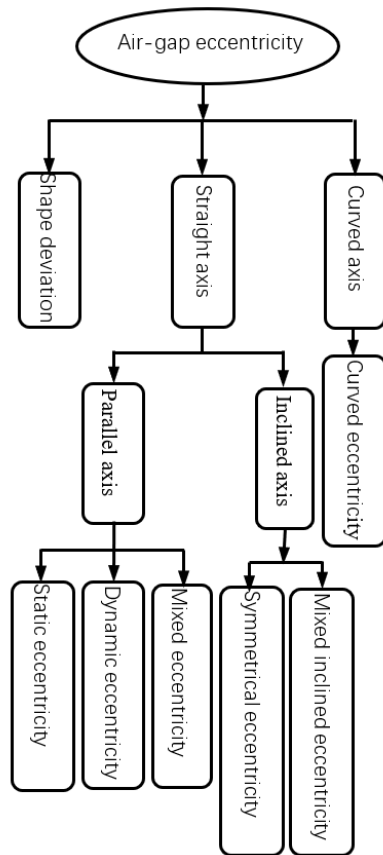 Air-gap eccentricity
Shape deviation
Straight axis
Curved axis
Parallel axis
Inclined axis
Curved eccentricity
Static eccentricity
Dynamic eccentricity
Mixed eccentricity
Symmetrical eccentricity
Mixed inclined eccentricity